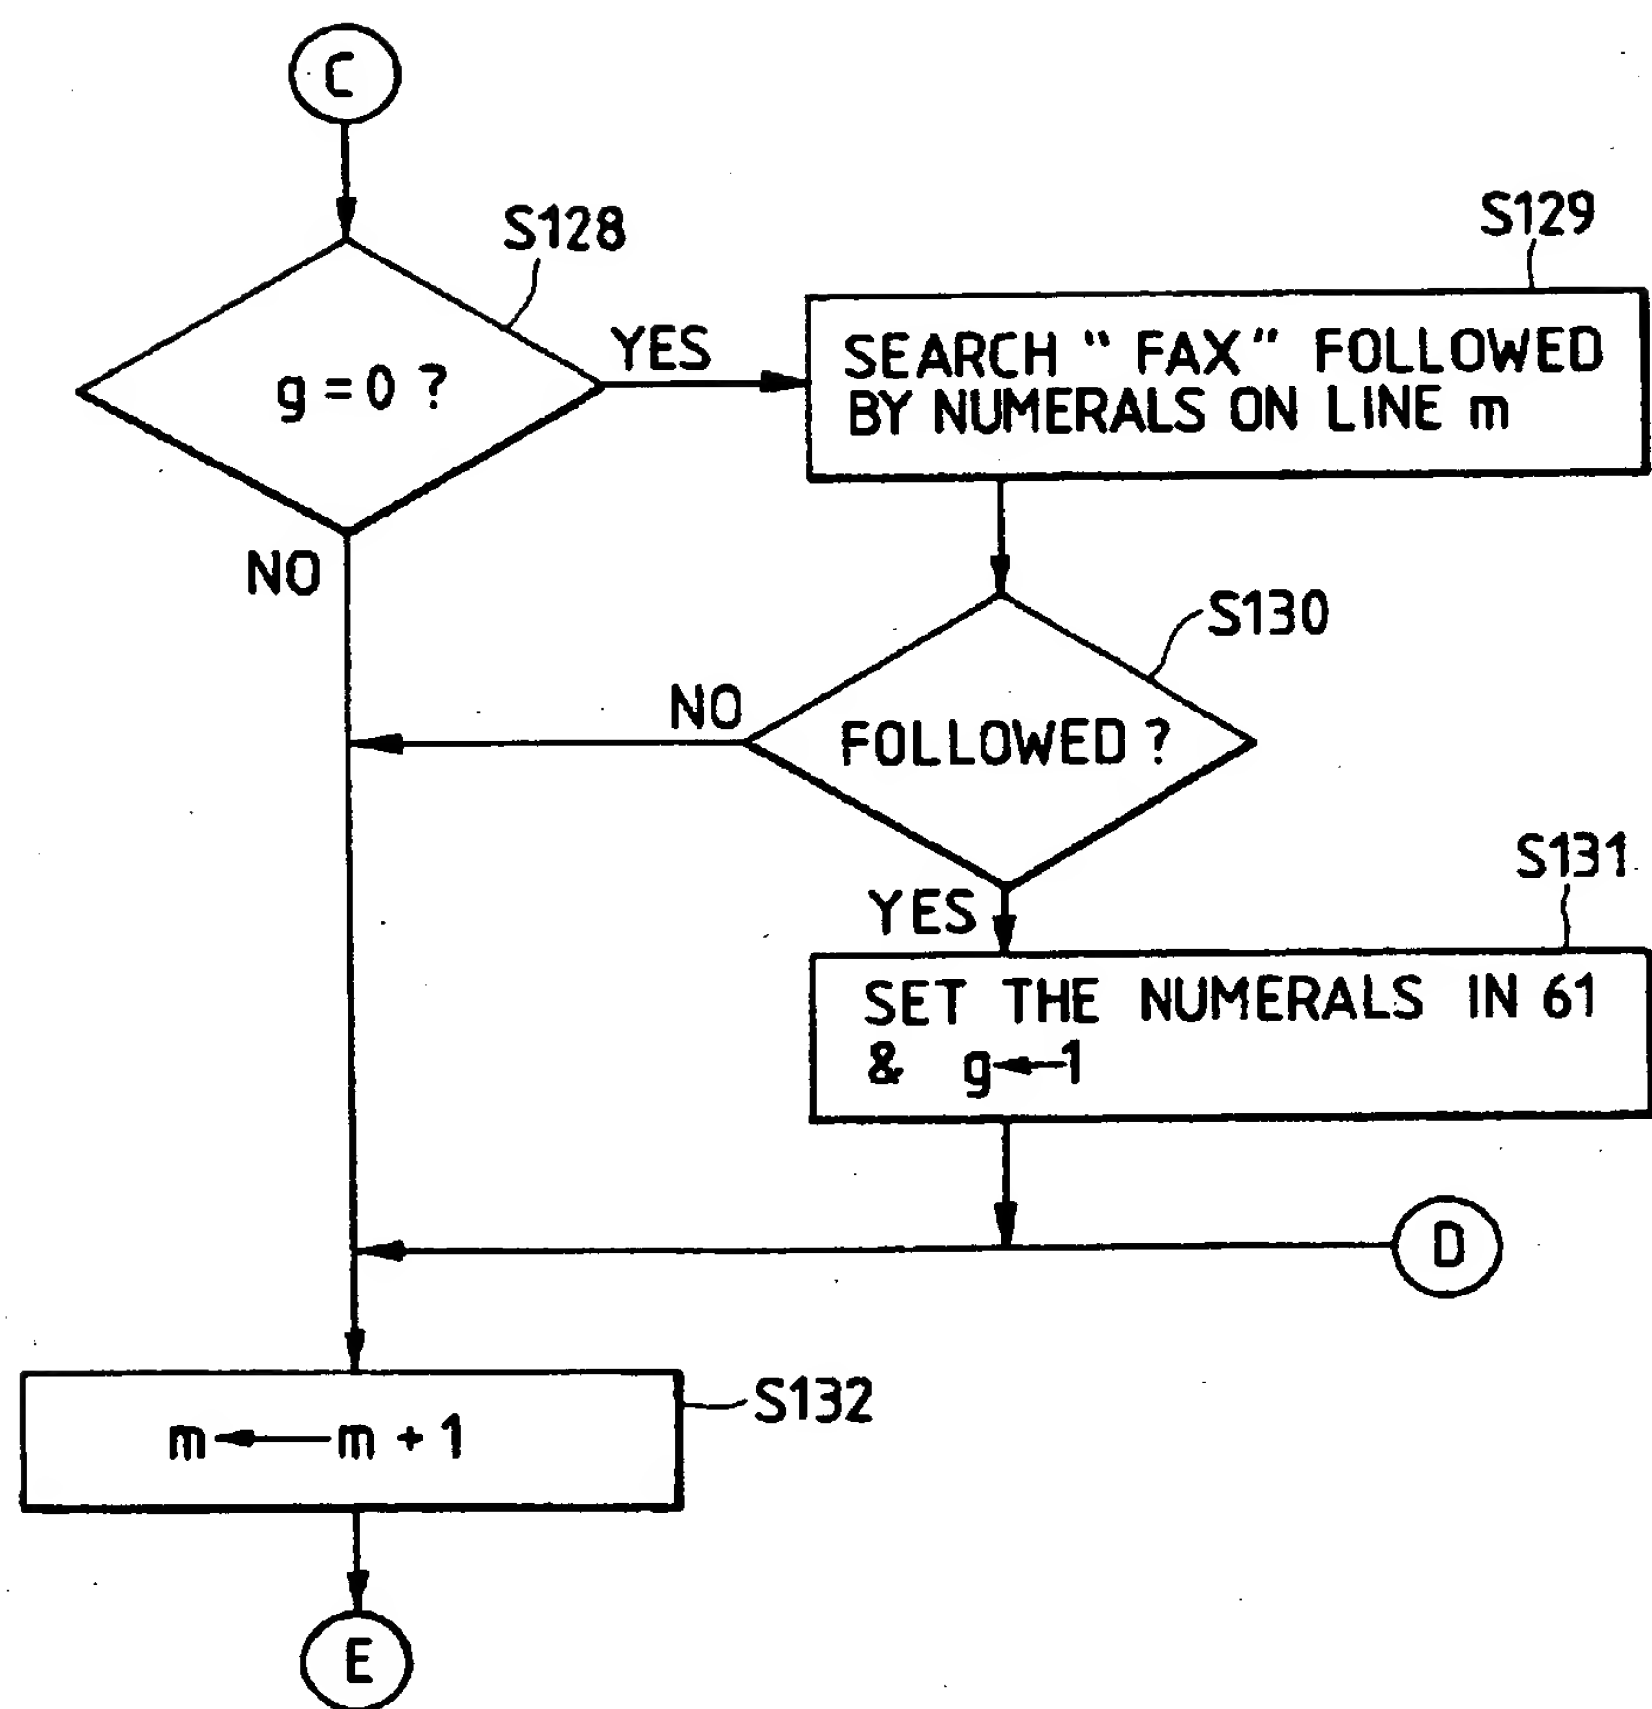 C
S128
g = 0 ?
YES
NO
S129
SEARCH " FAX" FOLLOWED
BY NUMERALS ON LINE m
S130
FOLLOWED ?
NO
YES
S131
SET THE NUMERALS IN 61
& g←1
D
S132
m←m + 1
E